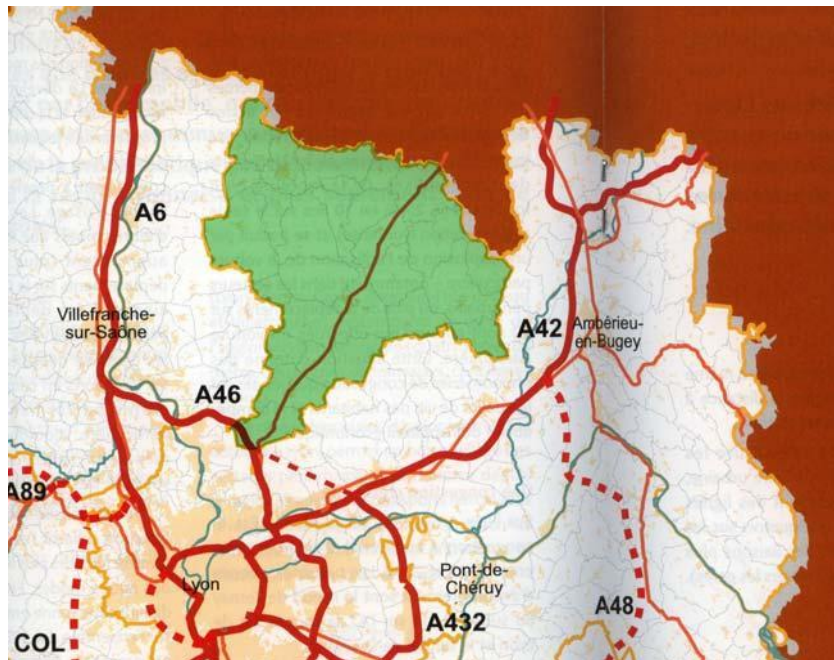 A6
Villefranche-
sur-Saône
A46
A42
Ambérieu-
en-Bugey
A89
Lyon
Pont-de-
Chéruy
A432
A48
COL